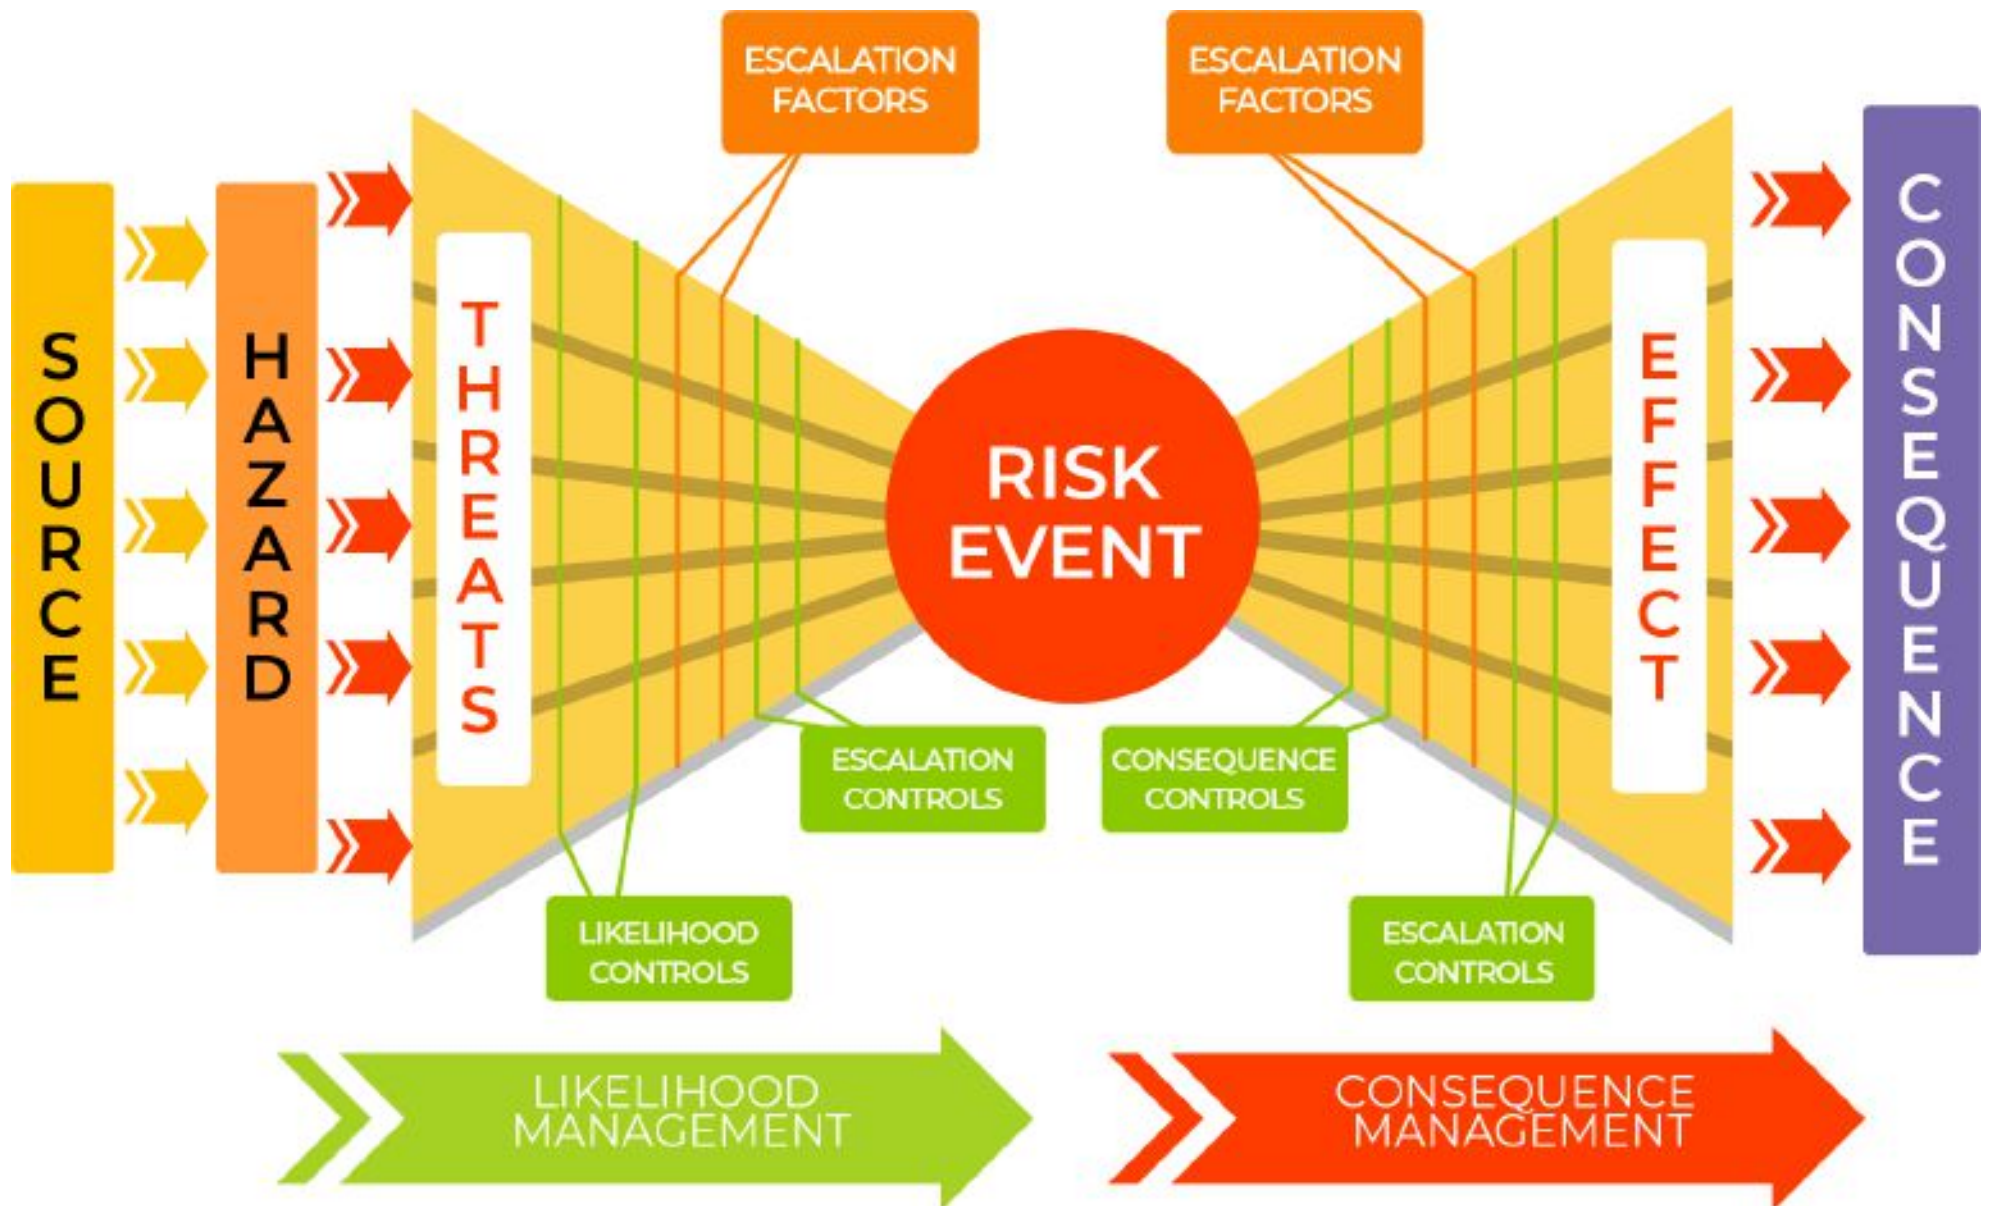 ESCALATION
FACTORS
ESCALATION
FACTORS
SOURCE
HAZARD
THREATS
RISK
EVENT
EFFECT
CONSEQUENCE
ESCALATION
CONTROLS
CONSEQUENCE
CONTROLS
LIKELIHOOD
CONTROLS
ESCALATION
CONTROLS
LIKELIHOOD
MANAGEMENT
CONSEQUENCE
MANAGEMENT